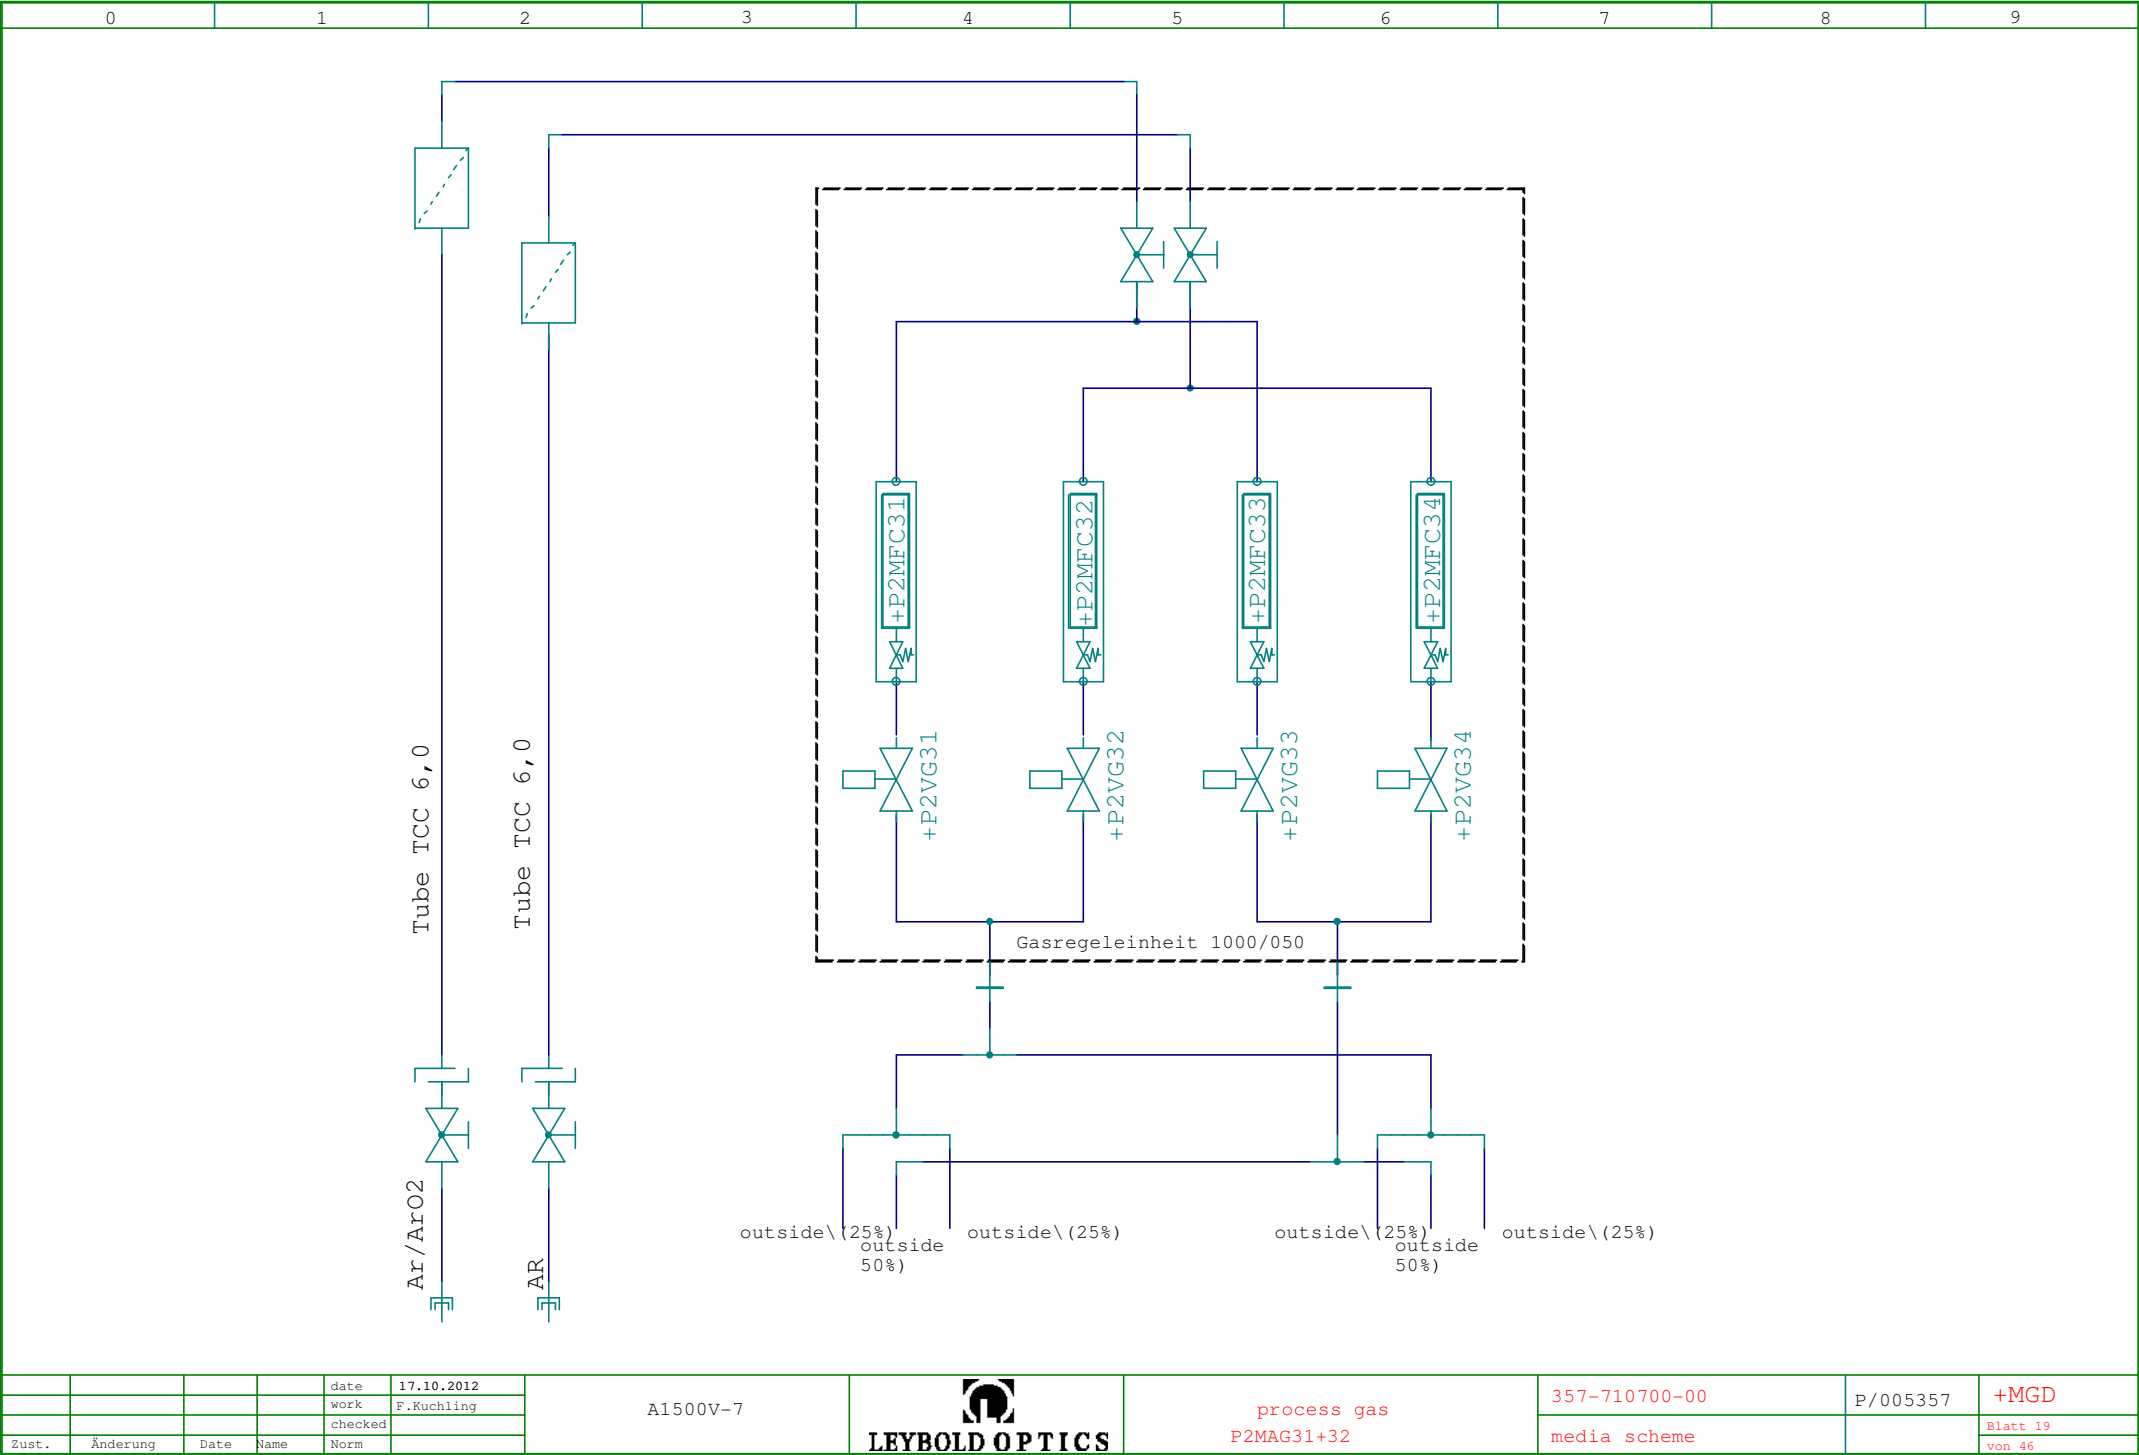 0 1 2 3 4 5 6 7 8 9
+P2MFC31
+P2MFC32
+P2MFC33
+P2MFC34
+P2VG31
+P2VG32
+P2VG33
+P2VG34
Tube TCC 6,0
Tube TCC 6,0
Gasregeleinheit 1000/050
Ar/ArO2
AR
outside\(25%)
outside
50%)
outside\(25%)
outside\(25%)
outside
50%)
outside\(25%)
date 17.10.2012
work F.Kuchling
checked
Zust. Änderung Date Name Norm
A1500V-7
LEYBOLD OPTICS
process gas
P2MAG31+32
357-710700-00
media scheme
P/005357
+MGD
Blatt 19
von 46